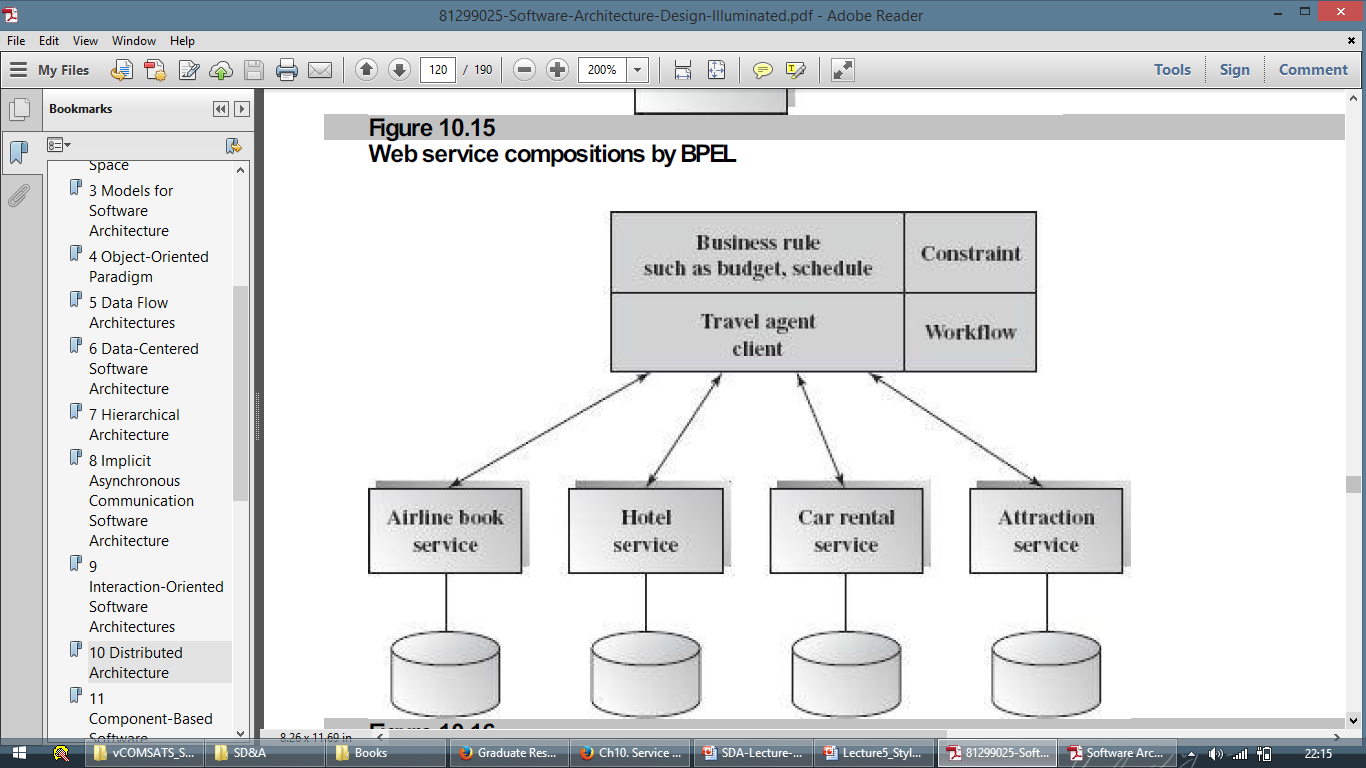 81299025-Software-Architecture-Design-Illuminated.pdf - Adobe Reader
File Edit View Window Help
My Files
120 / 190
200%
Tools Sign Comment
Bookmarks
Space
3 Models for
Software
Architecture
4 Object-Oriented
Paradigm
5 Data Flow
Architectures
6 Data-Centered
Software
Architecture
7 Hierarchical
Architecture
8 Implicit
Asynchronous
Communication
Software
Architecture
9
Interaction-Oriented
Software
Architectures
10 Distributed
Architecture
11
Component-Based
Software
Figure 10.15
Web service compositions by BPEL
Business rule
such as budget, schedule
Constraint
Travel agent
client
Workflow
Airline book
service
Hotel
service
Car rental
service
Attraction
service
Figure 10.16
8.26 x 11.69 in
vCOMSATS_S...
SD&A
Books
Graduate Res...
Ch10. Service ...
SDA-Lecture-...
Lecture5_Styl...
81299025-Soft...
Software Arc...
22:15